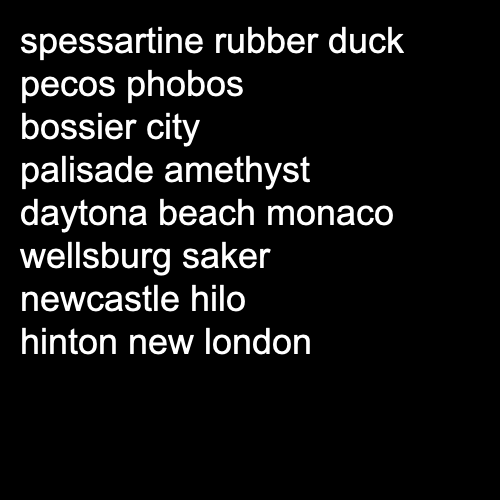 spessartine rubber duck
pecos phobos
bossier city
palisade amethyst
daytona beach monaco
wellsburg saker
newcastle hilo
hinton new london